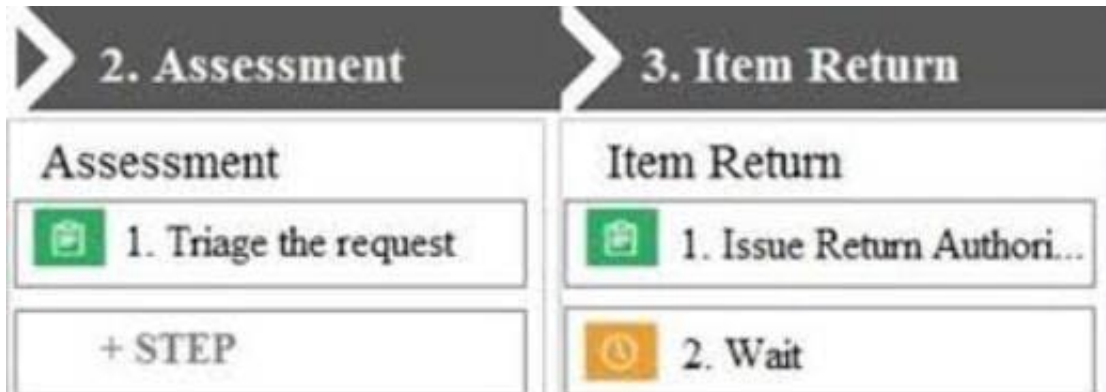 2. Assessment
Assessment
1. Triage the request
+ STEP
3. Item Return
Item Return
1. Issue Return Authori...
2. Wait